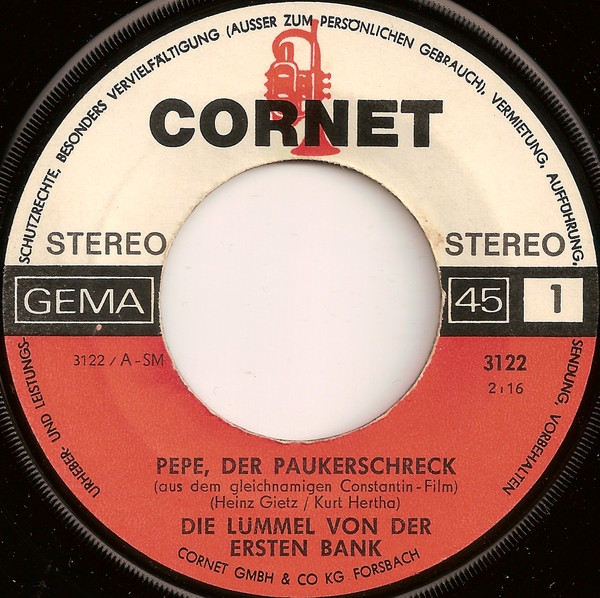 URHEBER- UND LEISTUNGS-SCHUTZRECHTE, BESONDERS VERVIELFÄLTIGUNG (AUSSER ZUM PERSÖNLICHEN GEBRAUCH), VERMIETUNG, AUFFÜHRUNG, SENDUNG, VORBEHALTEN
CORNET
STEREO STEREO
GEMA 45 1
3122 / A-SM 3122
2:16
PEPE, DER PAUKERSCHRECK
(aus dem gleichnamigen Constantin-Film)
(Heinz Gietz / Kurt Hertha)
DIE LÜMMEL VON DER
ERSTEN BANK
CORNET GMBH & CO KG FORSBACH